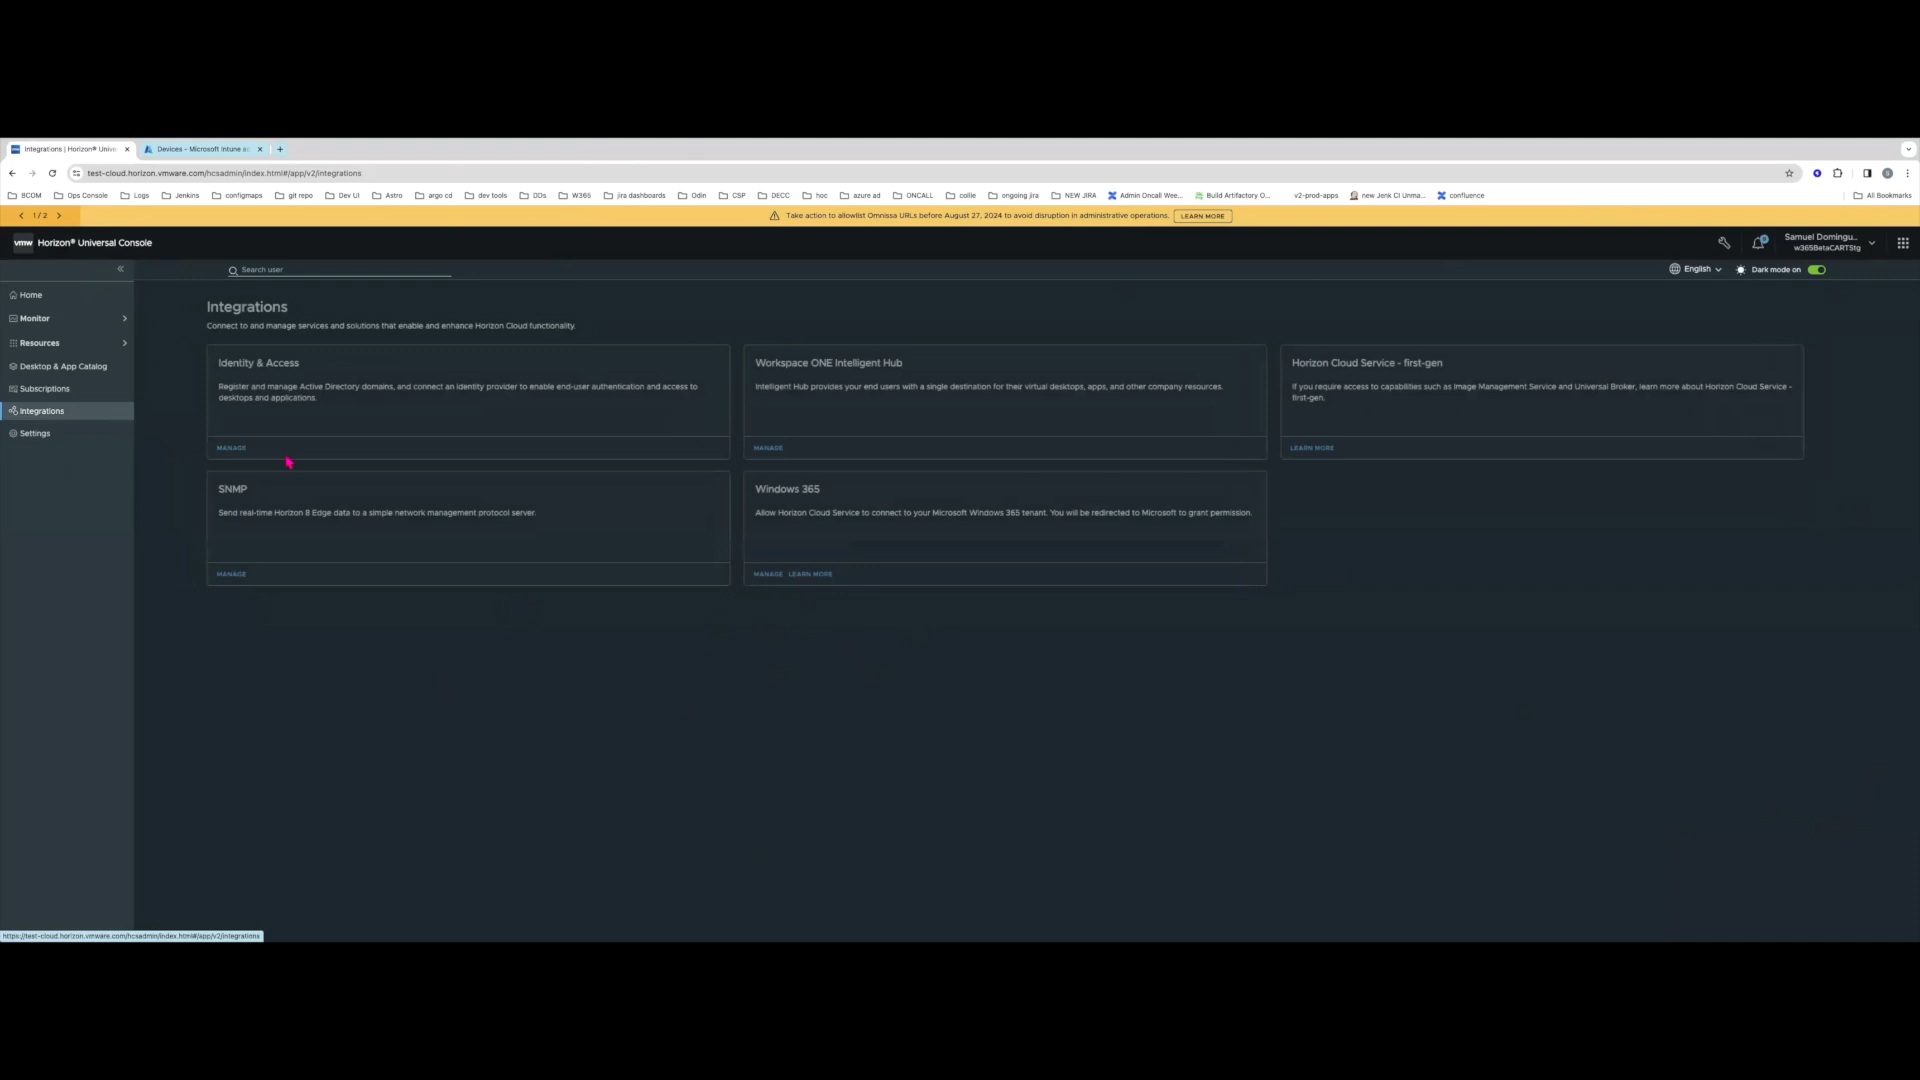 Integrations | Horizon® Unive
Devices - Microsoft Intune ad
test-cloud.horizon.vmware.com/hcsadmin/index.html#/app/v2/integrations
BCOM Ops Console Logs Jenkins configmaps git repo Dev UI Astro argo cd dev tools DDs W365 jira dashboards Odin CSP DECC hoc azure ad ONCALL collie ongoing jira NEW JIRA Admin Oncall Wee... Build Artifactory O... v2-prod-apps new Jenk CI Unma... confluence All Bookmarks
1 / 2
Take action to allowlist Omnissa URLs before August 27, 2024 to avoid disruption in administrative operations. LEARN MORE
vmw Horizon® Universal Console
Samuel Domingu...
w365BetaCARTStg
Search user
English
Dark mode on
Home
Monitor
Resources
Desktop & App Catalog
Subscriptions
Integrations
Settings
Integrations
Connect to and manage services and solutions that enable and enhance Horizon Cloud functionality.
Identity & Access
Register and manage Active Directory domains, and connect an identity provider to enable end-user authentication and access to
desktops and applications.
MANAGE
Workspace ONE Intelligent Hub
Intelligent Hub provides your end users with a single destination for their virtual desktops, apps, and other company resources.
MANAGE
Horizon Cloud Service - first-gen
If you require access to capabilities such as Image Management Service and Universal Broker, learn more about Horizon Cloud Service -
first-gen.
LEARN MORE
SNMP
Send real-time Horizon 8 Edge data to a simple network management protocol server.
MANAGE
Windows 365
Allow Horizon Cloud Service to connect to your Microsoft Windows 365 tenant. You will be redirected to Microsoft to grant permission.
MANAGE LEARN MORE
https://test-cloud.horizon.vmware.com/hcsadmin/index.html#/app/v2/integrations